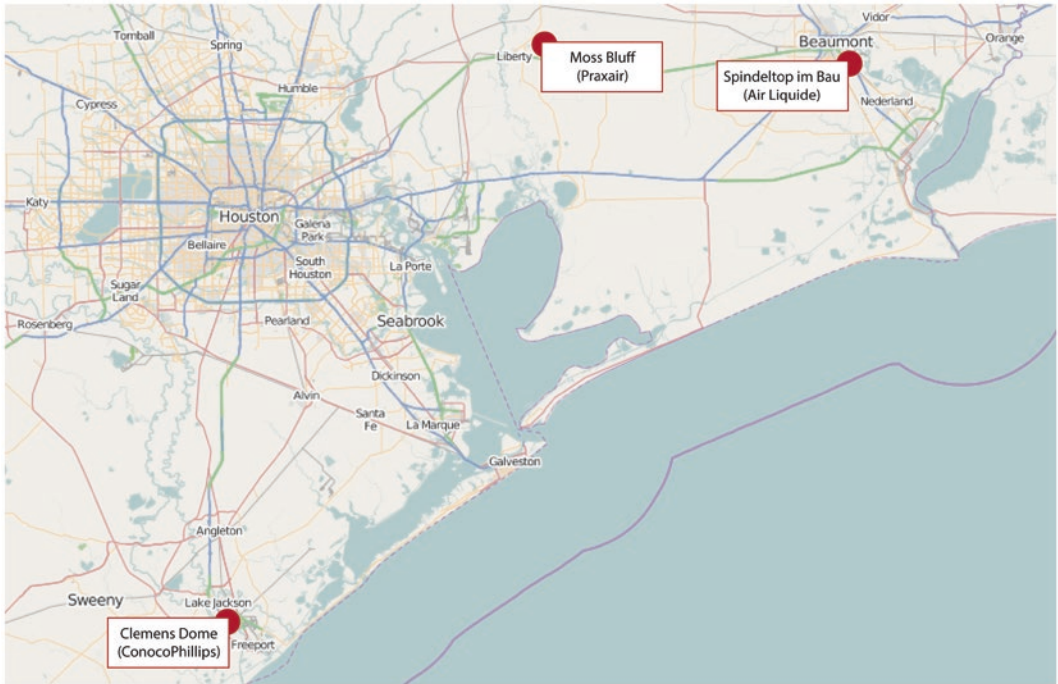 Tornball
Spring
Humble
Cypress
Katy
Houston
Galena
Park
Bellaire
South
Houston
La Porte
Sugar
Land
Rosenberg
Pearland
Seabrook
Dickinson
Alvin
Santa
Fe
La Marque
Galveston
Angleton
Sweeny
Lake Jackson
Freeport
Clemens Dome
(ConocoPhillips)
Liberty
Moss Bluff
(Praxair)
Vidor
Beaumont
Orange
Spindeltop im Bau
(Air Liquide)
Nederland